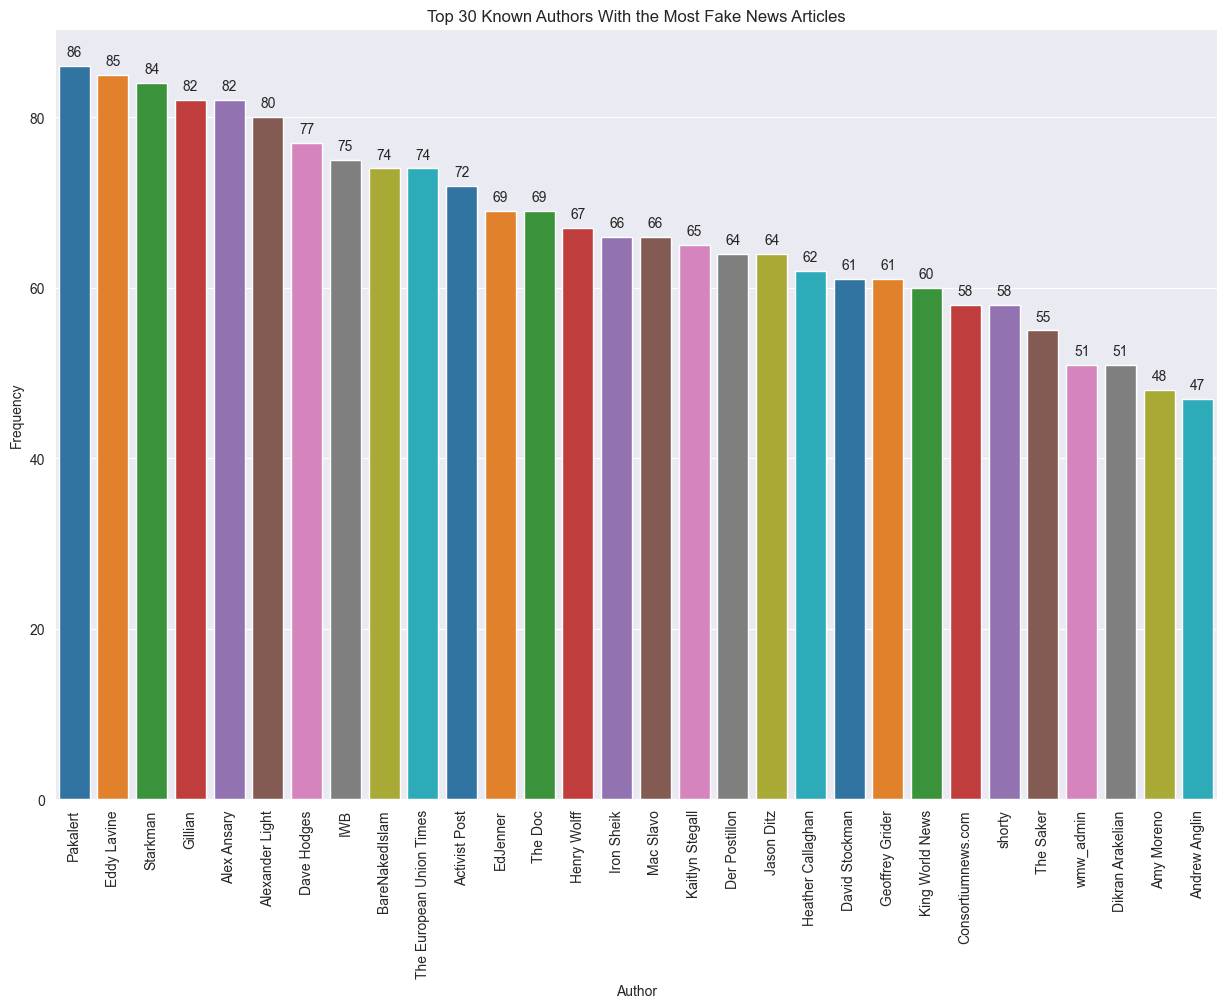 Top 30 Known Authors With the Most Fake News Articles
86
85
84
82
82
80
77
75
74
74
72
69
69
67
66
66
65
64
64
62
61
61
60
58
58
55
51
51
48
47
80
60
40
20
0
Frequency
Pakalert
Eddy Lavine
Starkman
Gillian
Alex Ansary
Alexander Light
Dave Hodges
IWB
BareNakedIslam
The European Union Times
Activist Post
EdJenner
The Doc
Henry Wolff
Iron Sheik
Mac Slavo
Kaitlyn Stegall
Der Postillon
Jason Ditz
Heather Callaghan
David Stockman
Geoffrey Grider
King World News
Consortiumnews.com
shorty
The Saker
wmw_admin
Dikran Arakelian
Amy Moreno
Andrew Anglin
Author